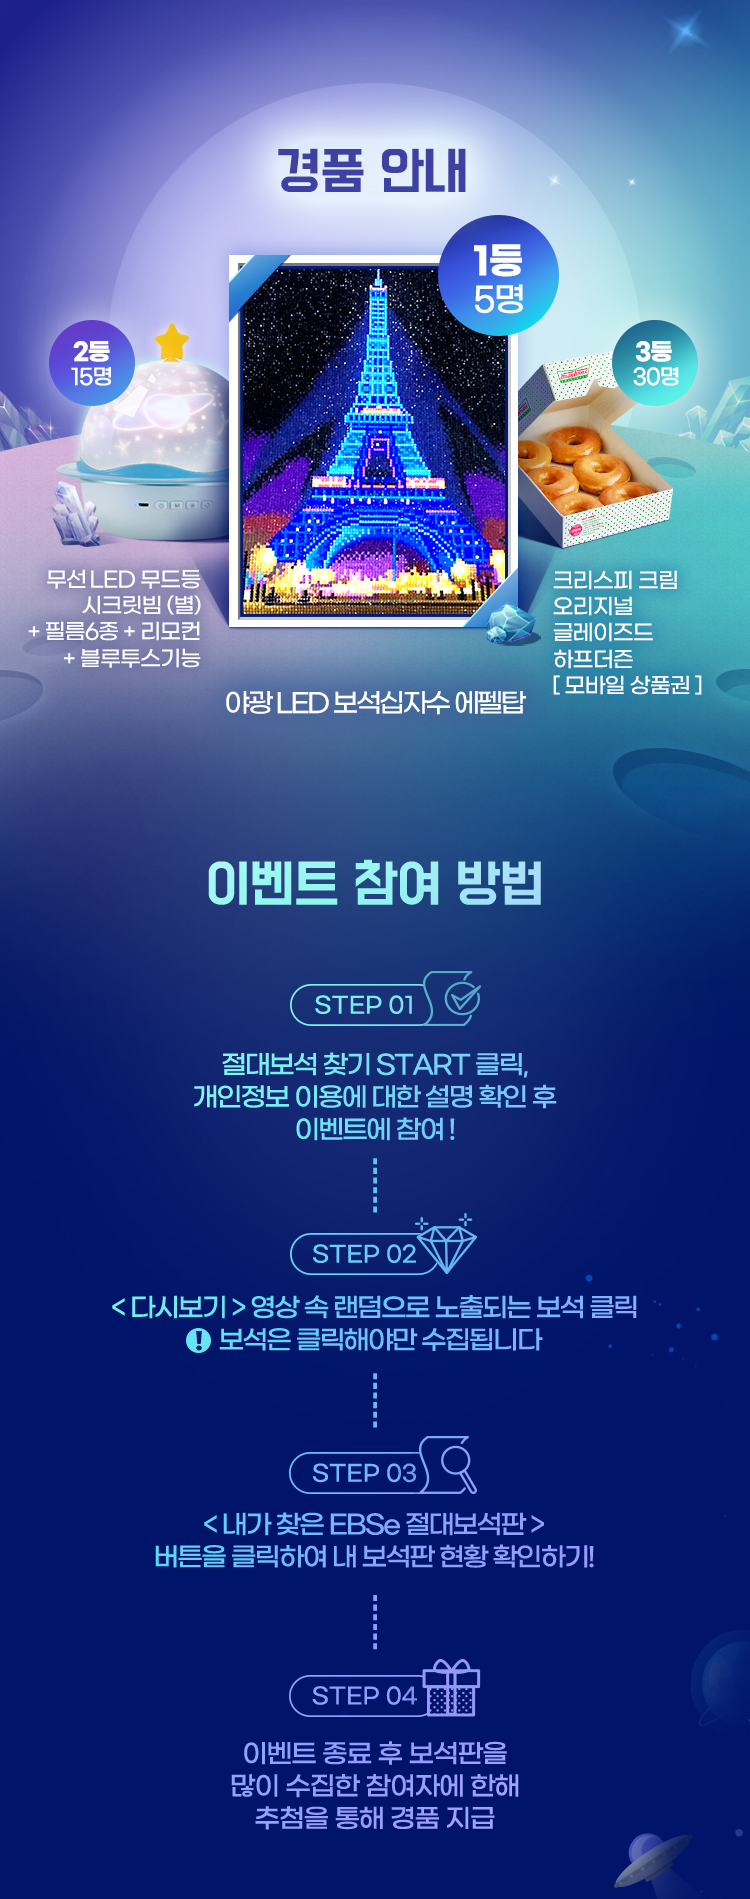 경품 안내
1등
5명
2등
15명
3등
30명
무선 LED 무드등
시크릿빔 (별)
+ 필름6종 + 리모컨
+ 블루투스기능
크리스피 크림
오리지널
글레이즈드
하프더즌
[ 모바일 상품권 ]
야광 LED 보석십자수 에펠탑
이벤트 참여 방법
STEP 01
절대보석 찾기 START 클릭,
개인정보 이용에 대한 설명 확인 후
이벤트에 참여 !
STEP 02
< 다시보기 > 영상 속 랜덤으로 노출되는 보석 클릭
! 보석은 클릭해야만 수집됩니다
STEP 03
< 내가 찾은 EBSe 절대보석판 >
버튼을 클릭하여 내 보석판 현황 확인하기!
STEP 04
이벤트 종료 후 보석판을
많이 수집한 참여자에 한해
추첨을 통해 경품 지급